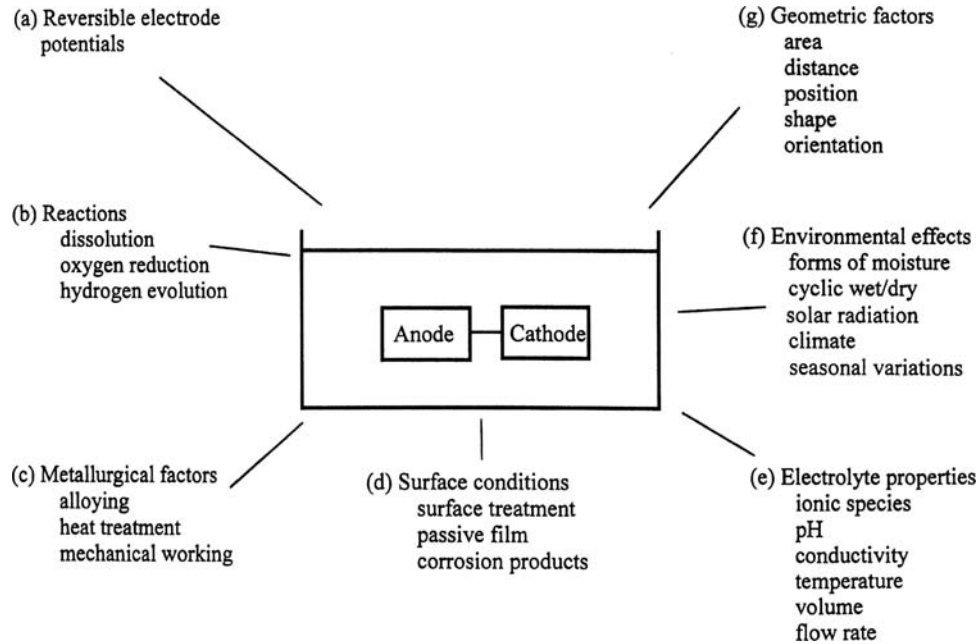 (a) Reversible electrode
potentials
(g) Geometric factors
area
distance
position
shape
orientation
(b) Reactions
dissolution
oxygen reduction
hydrogen evolution
(f) Environmental effects
forms of moisture
cyclic wet/dry
solar radiation
climate
seasonal variations
Anode
Cathode
(c) Metallurgical factors
alloying
heat treatment
mechanical working
(d) Surface conditions
surface treatment
passive film
corrosion products
(e) Electrolyte properties
ionic species
pH
conductivity
temperature
volume
flow rate